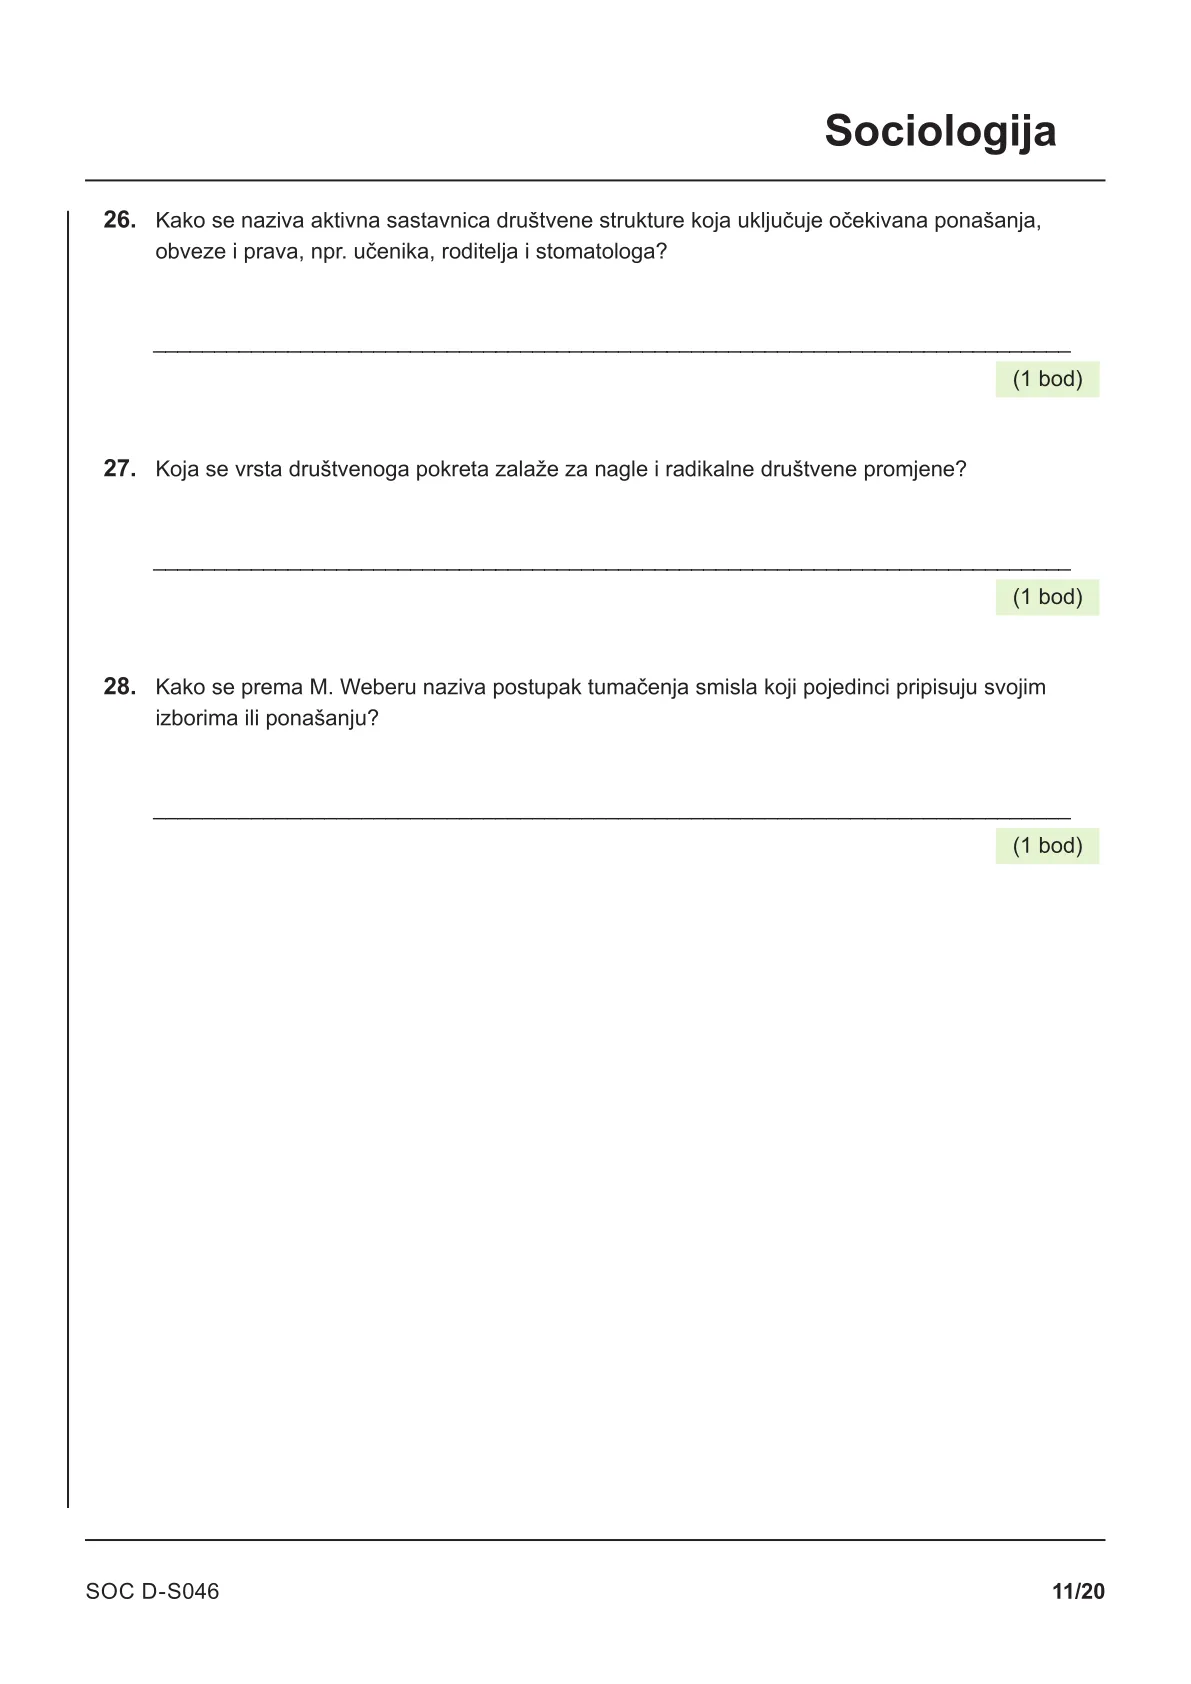 Sociologija
26. Kako se naziva aktivna sastavnica društvene strukture koja uključuje očekivana ponašanja,
obveze i prava, npr. učenika, roditelja i stomatologa?
(1 bod)
27. Koja se vrsta društvenoga pokreta zalaže za nagle i radikalne društvene promjene?
(1 bod)
28. Kako se prema M. Weberu naziva postupak tumačenja smisla koji pojedinci pripisuju svojim
izborima ili ponašanju?
(1 bod)
SOC D-S046
11/20